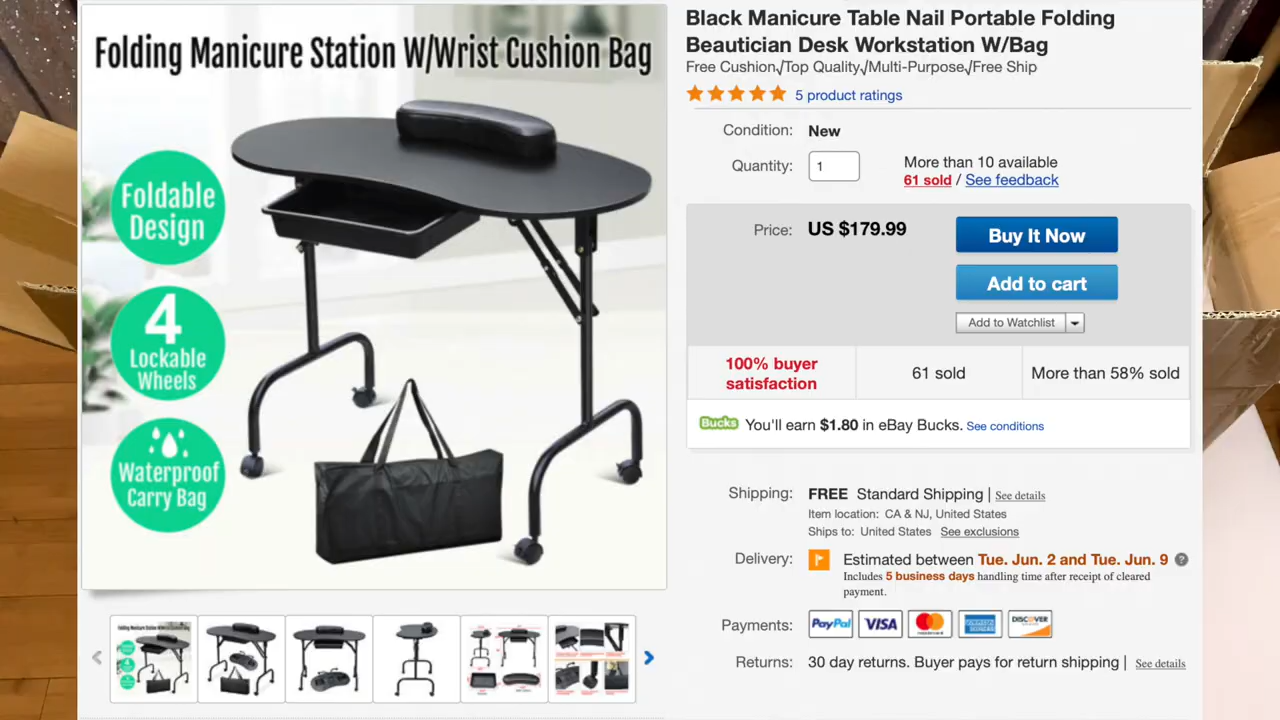 Folding Manicure Station W/Wrist Cushion Bag
Foldable
Design
4
Lockable
Wheels
Waterproof
Carry Bag
Black Manicure Table Nail Portable Folding
Beautician Desk Workstation W/Bag
Free Cushion√Top Quality√Multi-Purpose√Free Ship
5 product ratings
Condition: New
Quantity: 1
More than 10 available
61 sold / See feedback
Price: US $179.99
Buy It Now
Add to cart
Add to Watchlist
100% buyer
satisfaction
61 sold
More than 58% sold
Bucks You'll earn $1.80 in eBay Bucks. See conditions
Shipping: FREE Standard Shipping | See details
Item location: CA & NJ, United States
Ships to: United States See exclusions
Delivery: Estimated between Tue. Jun. 2 and Tue. Jun. 9 ?
Includes 5 business days handling time after receipt of cleared
payment.
Payments: PayPal VISA mastercard DISCOVER
Returns: 30 day returns. Buyer pays for return shipping | See details